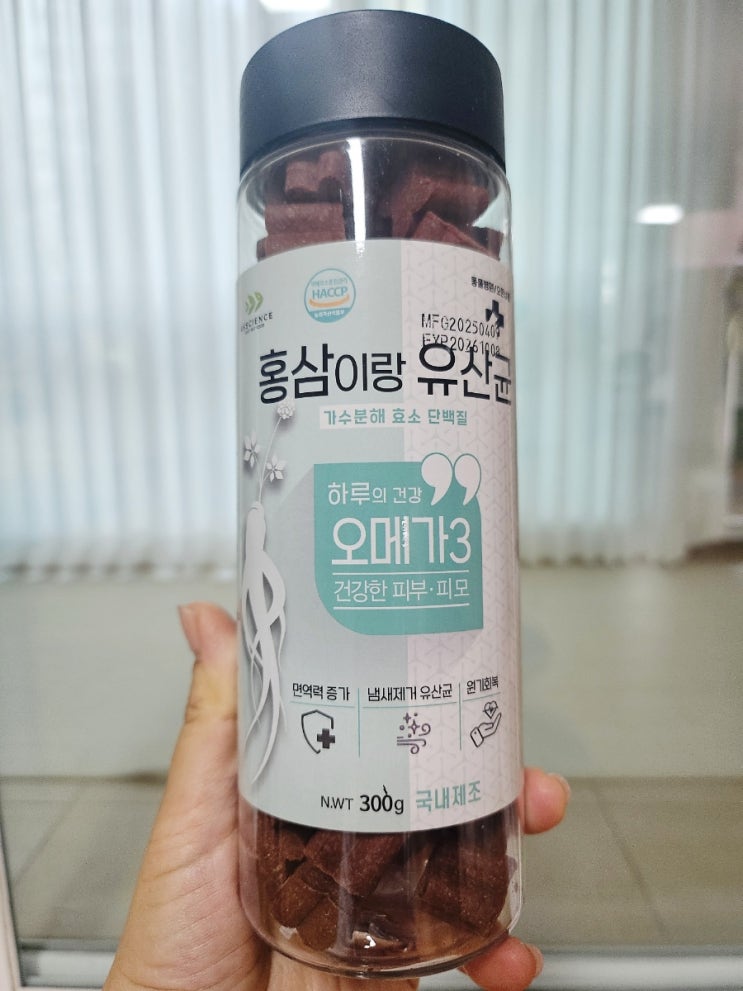 HACCP
MFG2025040
EXP20261008
홍삼이랑 유산균
가수분해 효소 단백질
하루의 건강
오메가3
건강한 피부·피모
면역력 증가
냄새제거 유산균
원기회복
N.WT 300g 국내제조